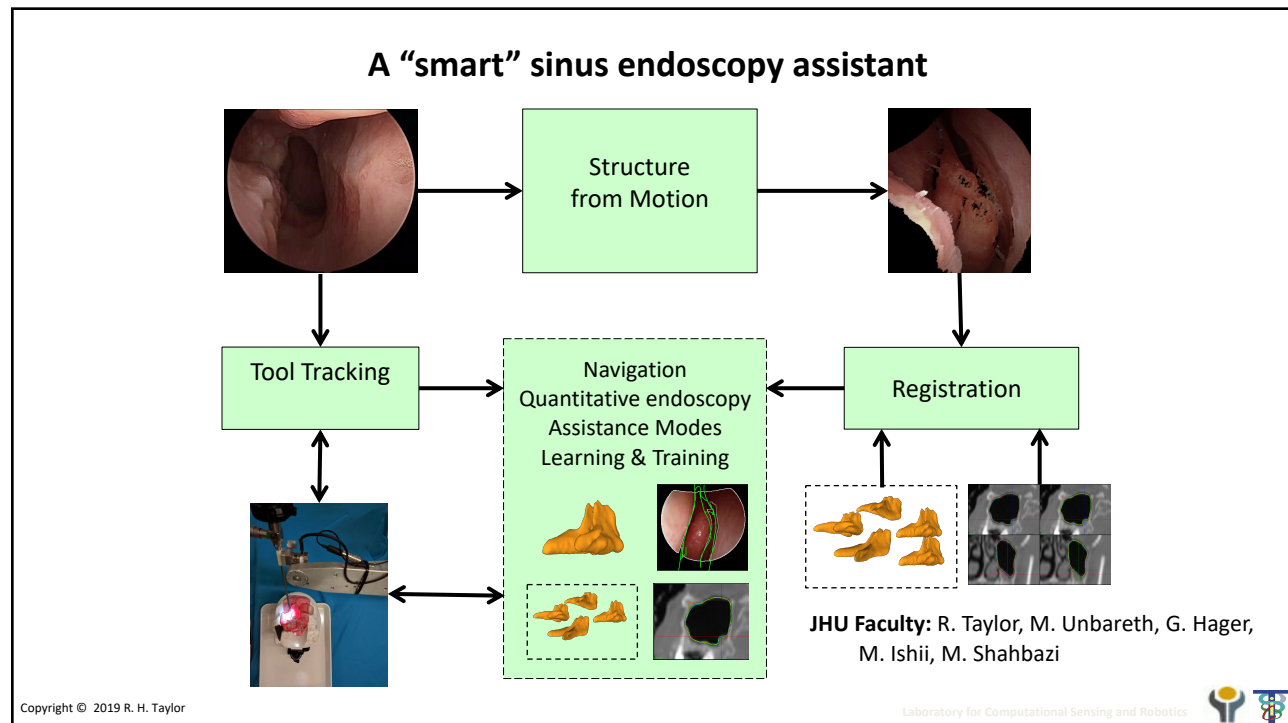 A “smart” sinus endoscopy assistant
Structure
from Motion
Tool Tracking
Navigation
Quantitative endoscopy
Assistance Modes
Learning & Training
Registration
JHU Faculty: R. Taylor, M. Unbareth, G. Hager,
M. Ishii, M. Shahbazi
Copyright © 2019 R. H. Taylor
Laboratory for Computational Sensing and Robotics